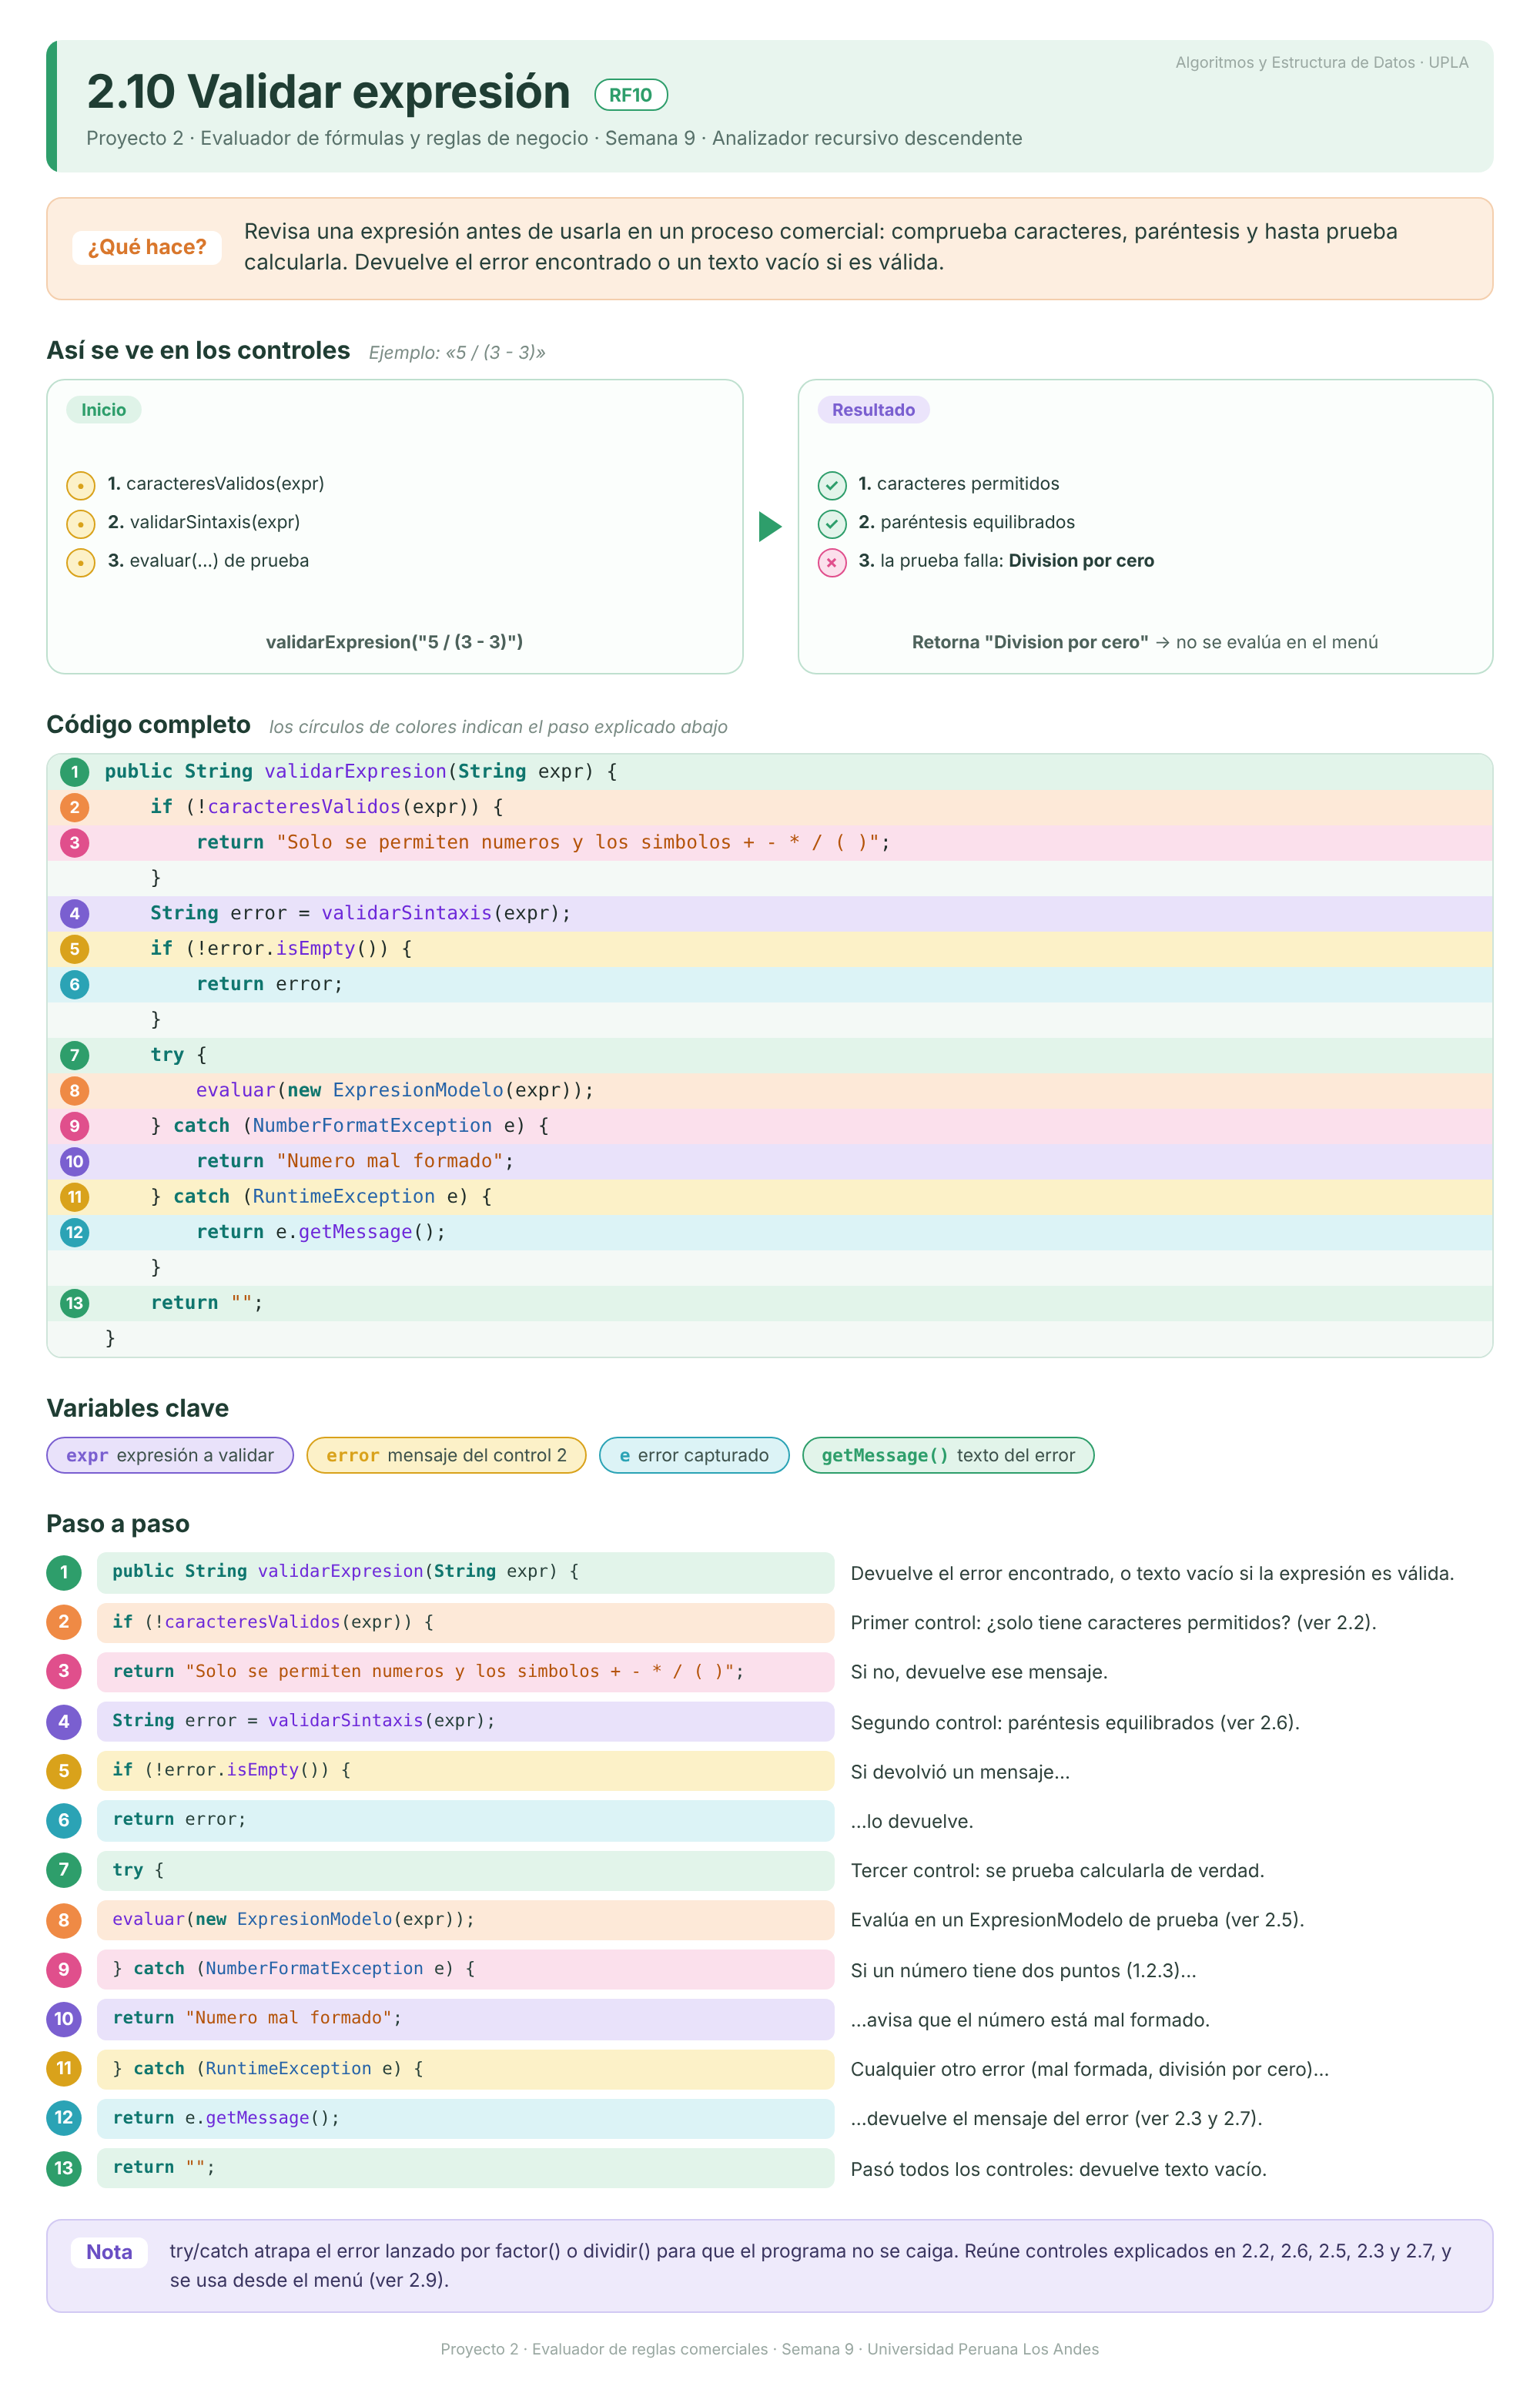 Algoritmos y Estructura de Datos · UPLA
2.10 Validar expresión RF10
Proyecto 2 · Evaluador de fórmulas y reglas de negocio · Semana 9 · Analizador recursivo descendente
¿Qué hace?
Revisa una expresión antes de usarla en un proceso comercial: comprueba caracteres, paréntesis y hasta prueba
calcularla. Devuelve el error encontrado o un texto vacío si es válida.
Así se ve en los controles Ejemplo: «5 / (3 - 3)»
Inicio
1. caracteresValidos(expr)
2. validarSintaxis(expr)
3. evaluar(...) de prueba
validarExpresion("5 / (3 - 3)")
Resultado
1. caracteres permitidos
2. paréntesis equilibrados
3. la prueba falla: Division por cero
Retorna "Division por cero" → no se evalúa en el menú
Código completo los círculos de colores indican el paso explicado abajo
1 public String validarExpresion(String expr) {
2 if (!caracteresValidos(expr)) {
3 return "Solo se permiten numeros y los simbolos + - * / ( )";
}
4 String error = validarSintaxis(expr);
5 if (!error.isEmpty()) {
6 return error;
}
7 try {
8 evaluar(new ExpresionModelo(expr));
9 } catch (NumberFormatException e) {
10 return "Numero mal formado";
11 } catch (RuntimeException e) {
12 return e.getMessage();
}
13 return "";
}
Variables clave
expr expresión a validar
error mensaje del control 2
e error capturado
getMessage() texto del error
Paso a paso
1 public String validarExpresion(String expr) { Devuelve el error encontrado, o texto vacío si la expresión es válida.
2 if (!caracteresValidos(expr)) { Primer control: ¿solo tiene caracteres permitidos? (ver 2.2).
3 return "Solo se permiten numeros y los simbolos + - * / ( )"; Si no, devuelve ese mensaje.
4 String error = validarSintaxis(expr); Segundo control: paréntesis equilibrados (ver 2.6).
5 if (!error.isEmpty()) { Si devolvió un mensaje...
6 return error; ...lo devuelve.
7 try { Tercer control: se prueba calcularla de verdad.
8 evaluar(new ExpresionModelo(expr)); Evalúa en un ExpresionModelo de prueba (ver 2.5).
9 } catch (NumberFormatException e) { Si un número tiene dos puntos (1.2.3)...
10 return "Numero mal formado"; ...avisa que el número está mal formado.
11 } catch (RuntimeException e) { Cualquier otro error (mal formada, división por cero)...
12 return e.getMessage(); ...devuelve el mensaje del error (ver 2.3 y 2.7).
13 return ""; Pasó todos los controles: devuelve texto vacío.
Nota
try/catch atrapa el error lanzado por factor() o dividir() para que el programa no se caiga. Reúne controles explicados en 2.2, 2.6, 2.5, 2.3 y 2.7, y
se usa desde el menú (ver 2.9).
Proyecto 2 · Evaluador de reglas comerciales · Semana 9 · Universidad Peruana Los Andes